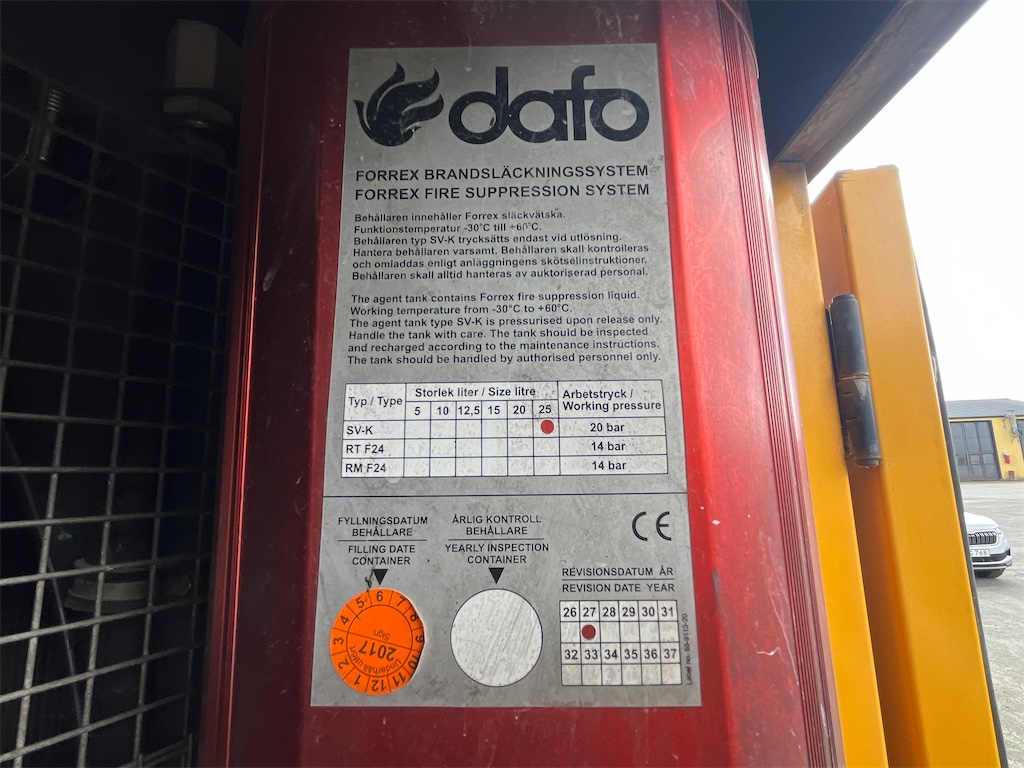 dafo
FORREX BRANDSLÄCKNINGSSYSTEM
FORREX FIRE SUPPRESSION SYSTEM
Behållaren innehåller Forrex släckvätska.
Funktionstemperatur -30°C till +60°C.
Behållaren typ SV-K trycksätts endast vid utlösning.
Hantera behållaren varsamt. Behållaren skall kontrolleras
och omladdas enligt anläggningens skötselinstruktioner.
Behållaren skall alltid hanteras av auktoriserad personal.
The agent tank contains Forrex fire suppression liquid.
Working temperature from -30°C to +60°C.
The agent tank type SV-K is pressurised upon release only.
Handle the tank with care. The tank should be inspected
and recharged according to the maintenance instructions.
The tank should be handled by authorised personnel only.
Typ / Type Storlek liter / Size litre Arbetstryck /
5 10 12,5 15 20 25 Working pressure
SV-K 20 bar
RT F24 14 bar
RM F24 14 bar
FYLLNINGSDATUM
BEHÅLLARE
FILLING DATE
CONTAINER
ÅRLIG KONTROLL
BEHÅLLARE
YEARLY INSPECTION
CONTAINER
CE
REVISIONSDATUM ÅR
REVISION DATE YEAR
26 27 28 29 30 31
32 33 34 35 36 37
Label no: 55-9113-20
1 2 3 4 5 6 7 8 9 10 11 12
Underhåll utfört
2017
Sign.